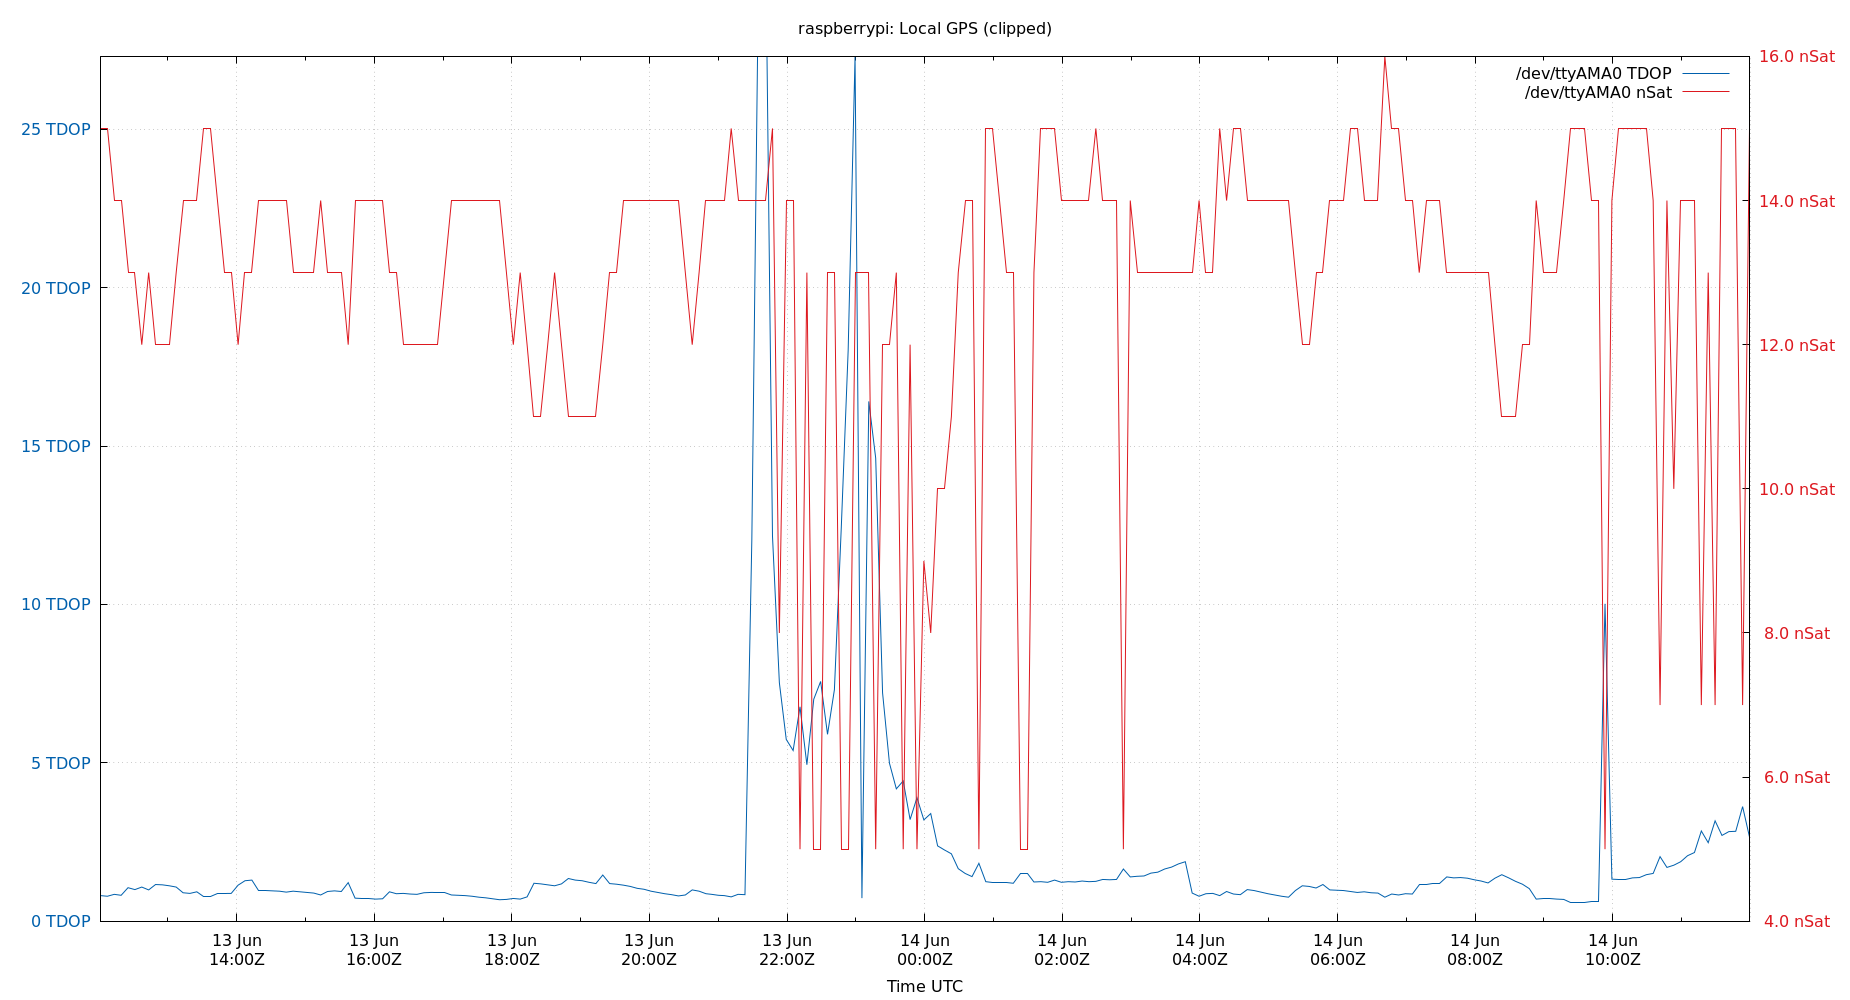 raspberrypi: Local GPS (clipped)
/dev/ttyAMA0 TDOP
/dev/ttyAMA0 nSat
25 TDOP
20 TDOP
15 TDOP
10 TDOP
5 TDOP
0 TDOP
16.0 nSat
14.0 nSat
12.0 nSat
10.0 nSat
8.0 nSat
6.0 nSat
4.0 nSat
13 Jun
14:00Z
13 Jun
16:00Z
13 Jun
18:00Z
13 Jun
20:00Z
13 Jun
22:00Z
14 Jun
00:00Z
14 Jun
02:00Z
14 Jun
04:00Z
14 Jun
06:00Z
14 Jun
08:00Z
14 Jun
10:00Z
Time UTC